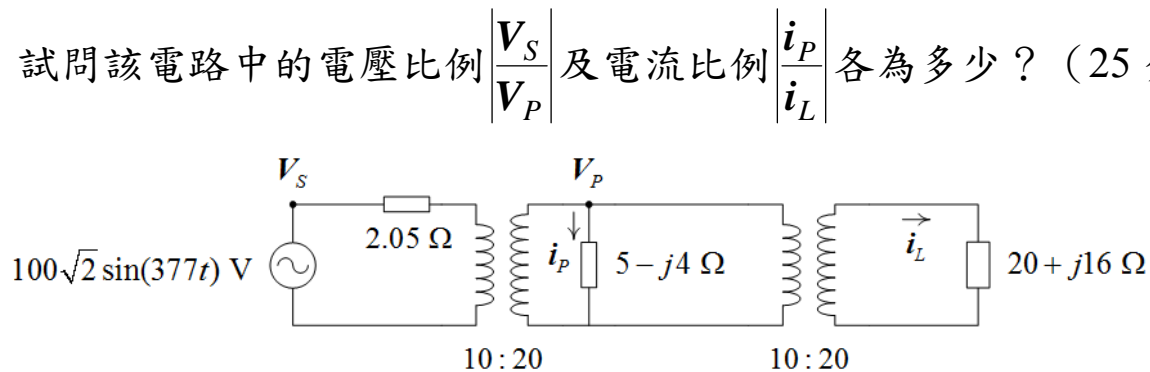 試問該電路中的電壓比例|V_S/V_P|及電流比例|i_P/i_L|各為多少？（25
V_S V_P
2.05 Ω
i_P
i_L
100√2 sin(377t) V
5 − j4 Ω
20 + j16 Ω
10 : 20
10 : 20